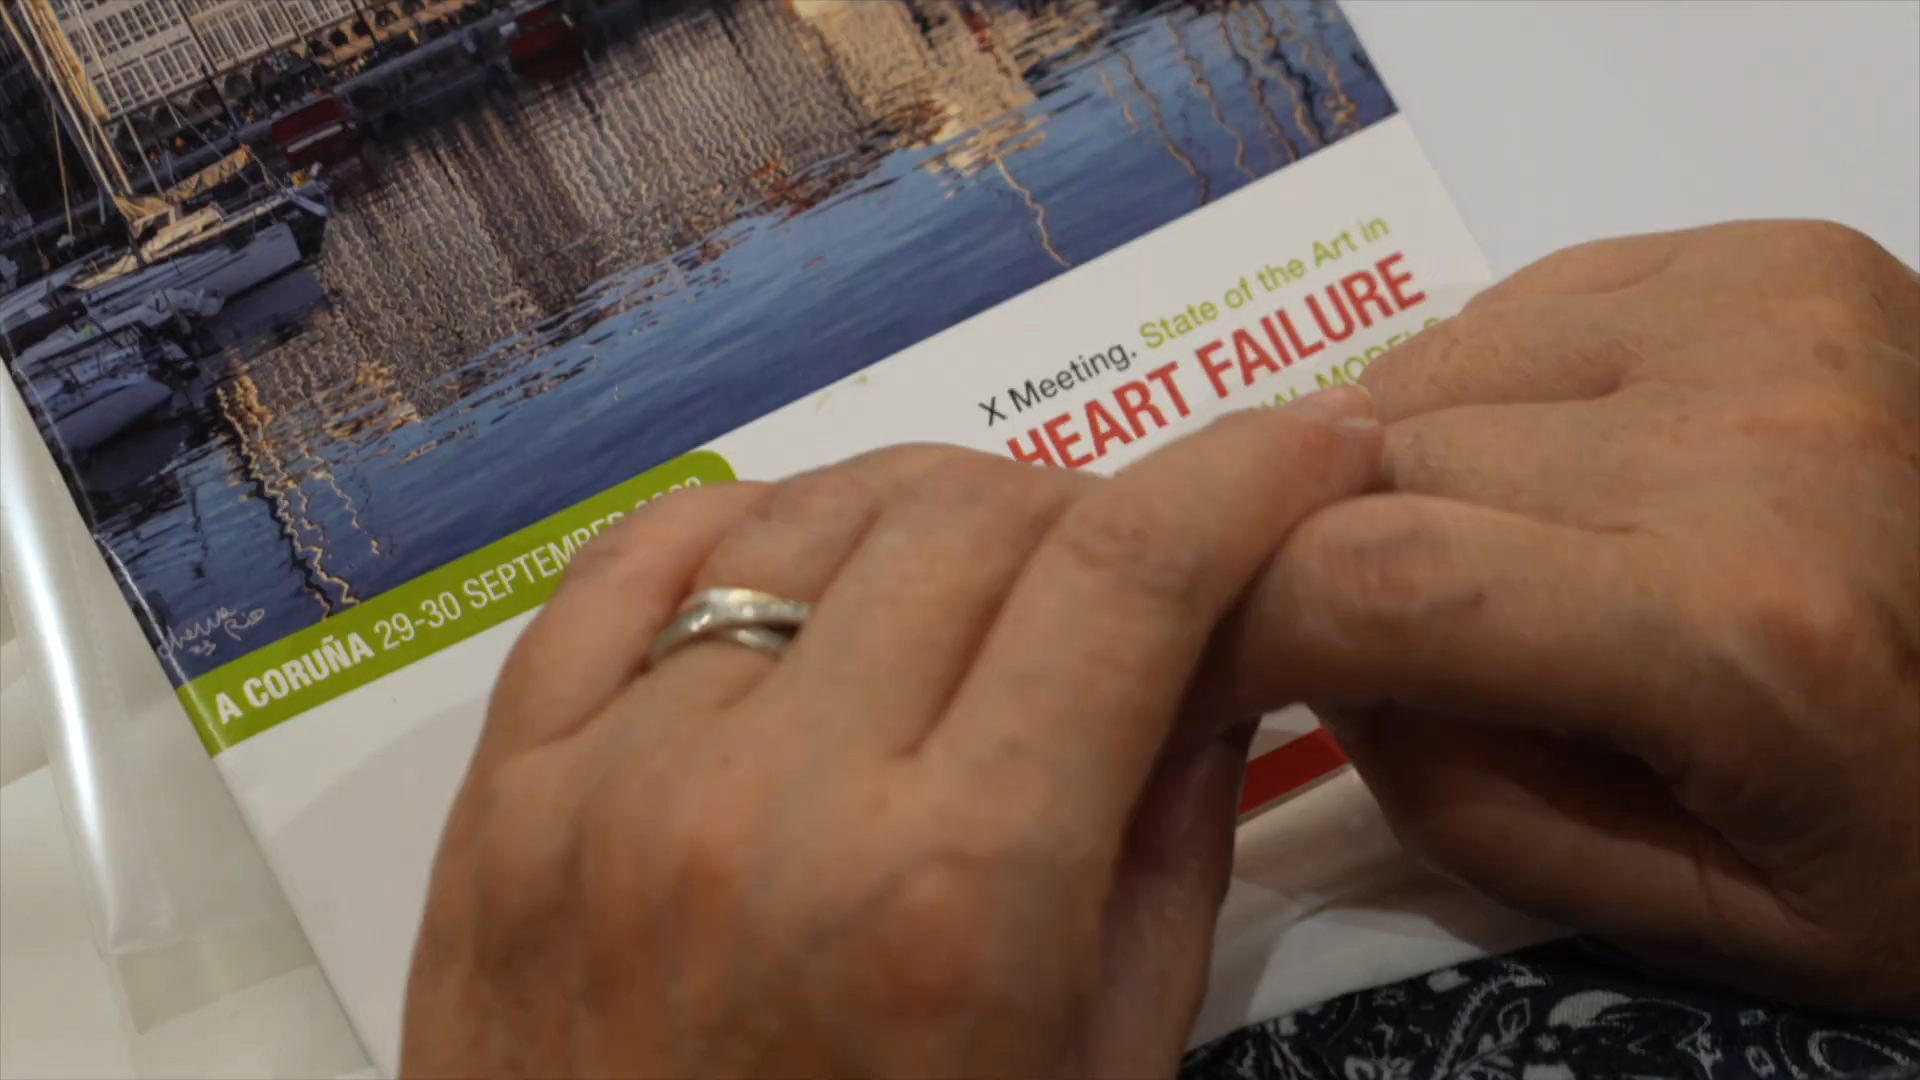 X Meeting. State of the Art in
HEART FAILURE
A CORUÑA 29-30 SEPTEMBER